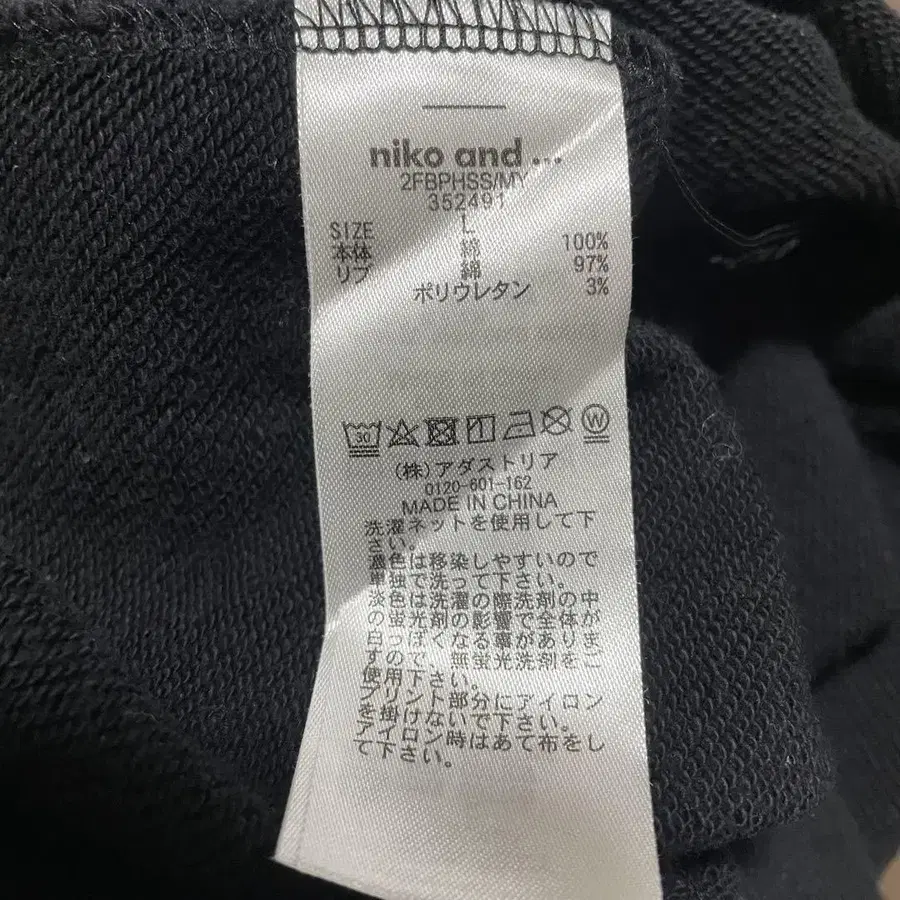 niko and ...
2FBPHSS/MY
352491
SIZE L
本体 綿 100%
リブ 綿 97%
ポリウレタン 3%
30
W
(株)アダストリア
0120-601-162
MADE IN CHINA
洗濯ネットを使用して下
さい。
濃色は移染しやすいので
単独で洗って下さい。
淡色は洗濯の際洗剤の中
の蛍光剤の影響で全体が
白っぽくなる事がありま
すので、無蛍光洗剤をご
使用下さい。
プリント部分にアイロン
を掛けないで下さい。
アイロン時はあて布をし
て下さい。